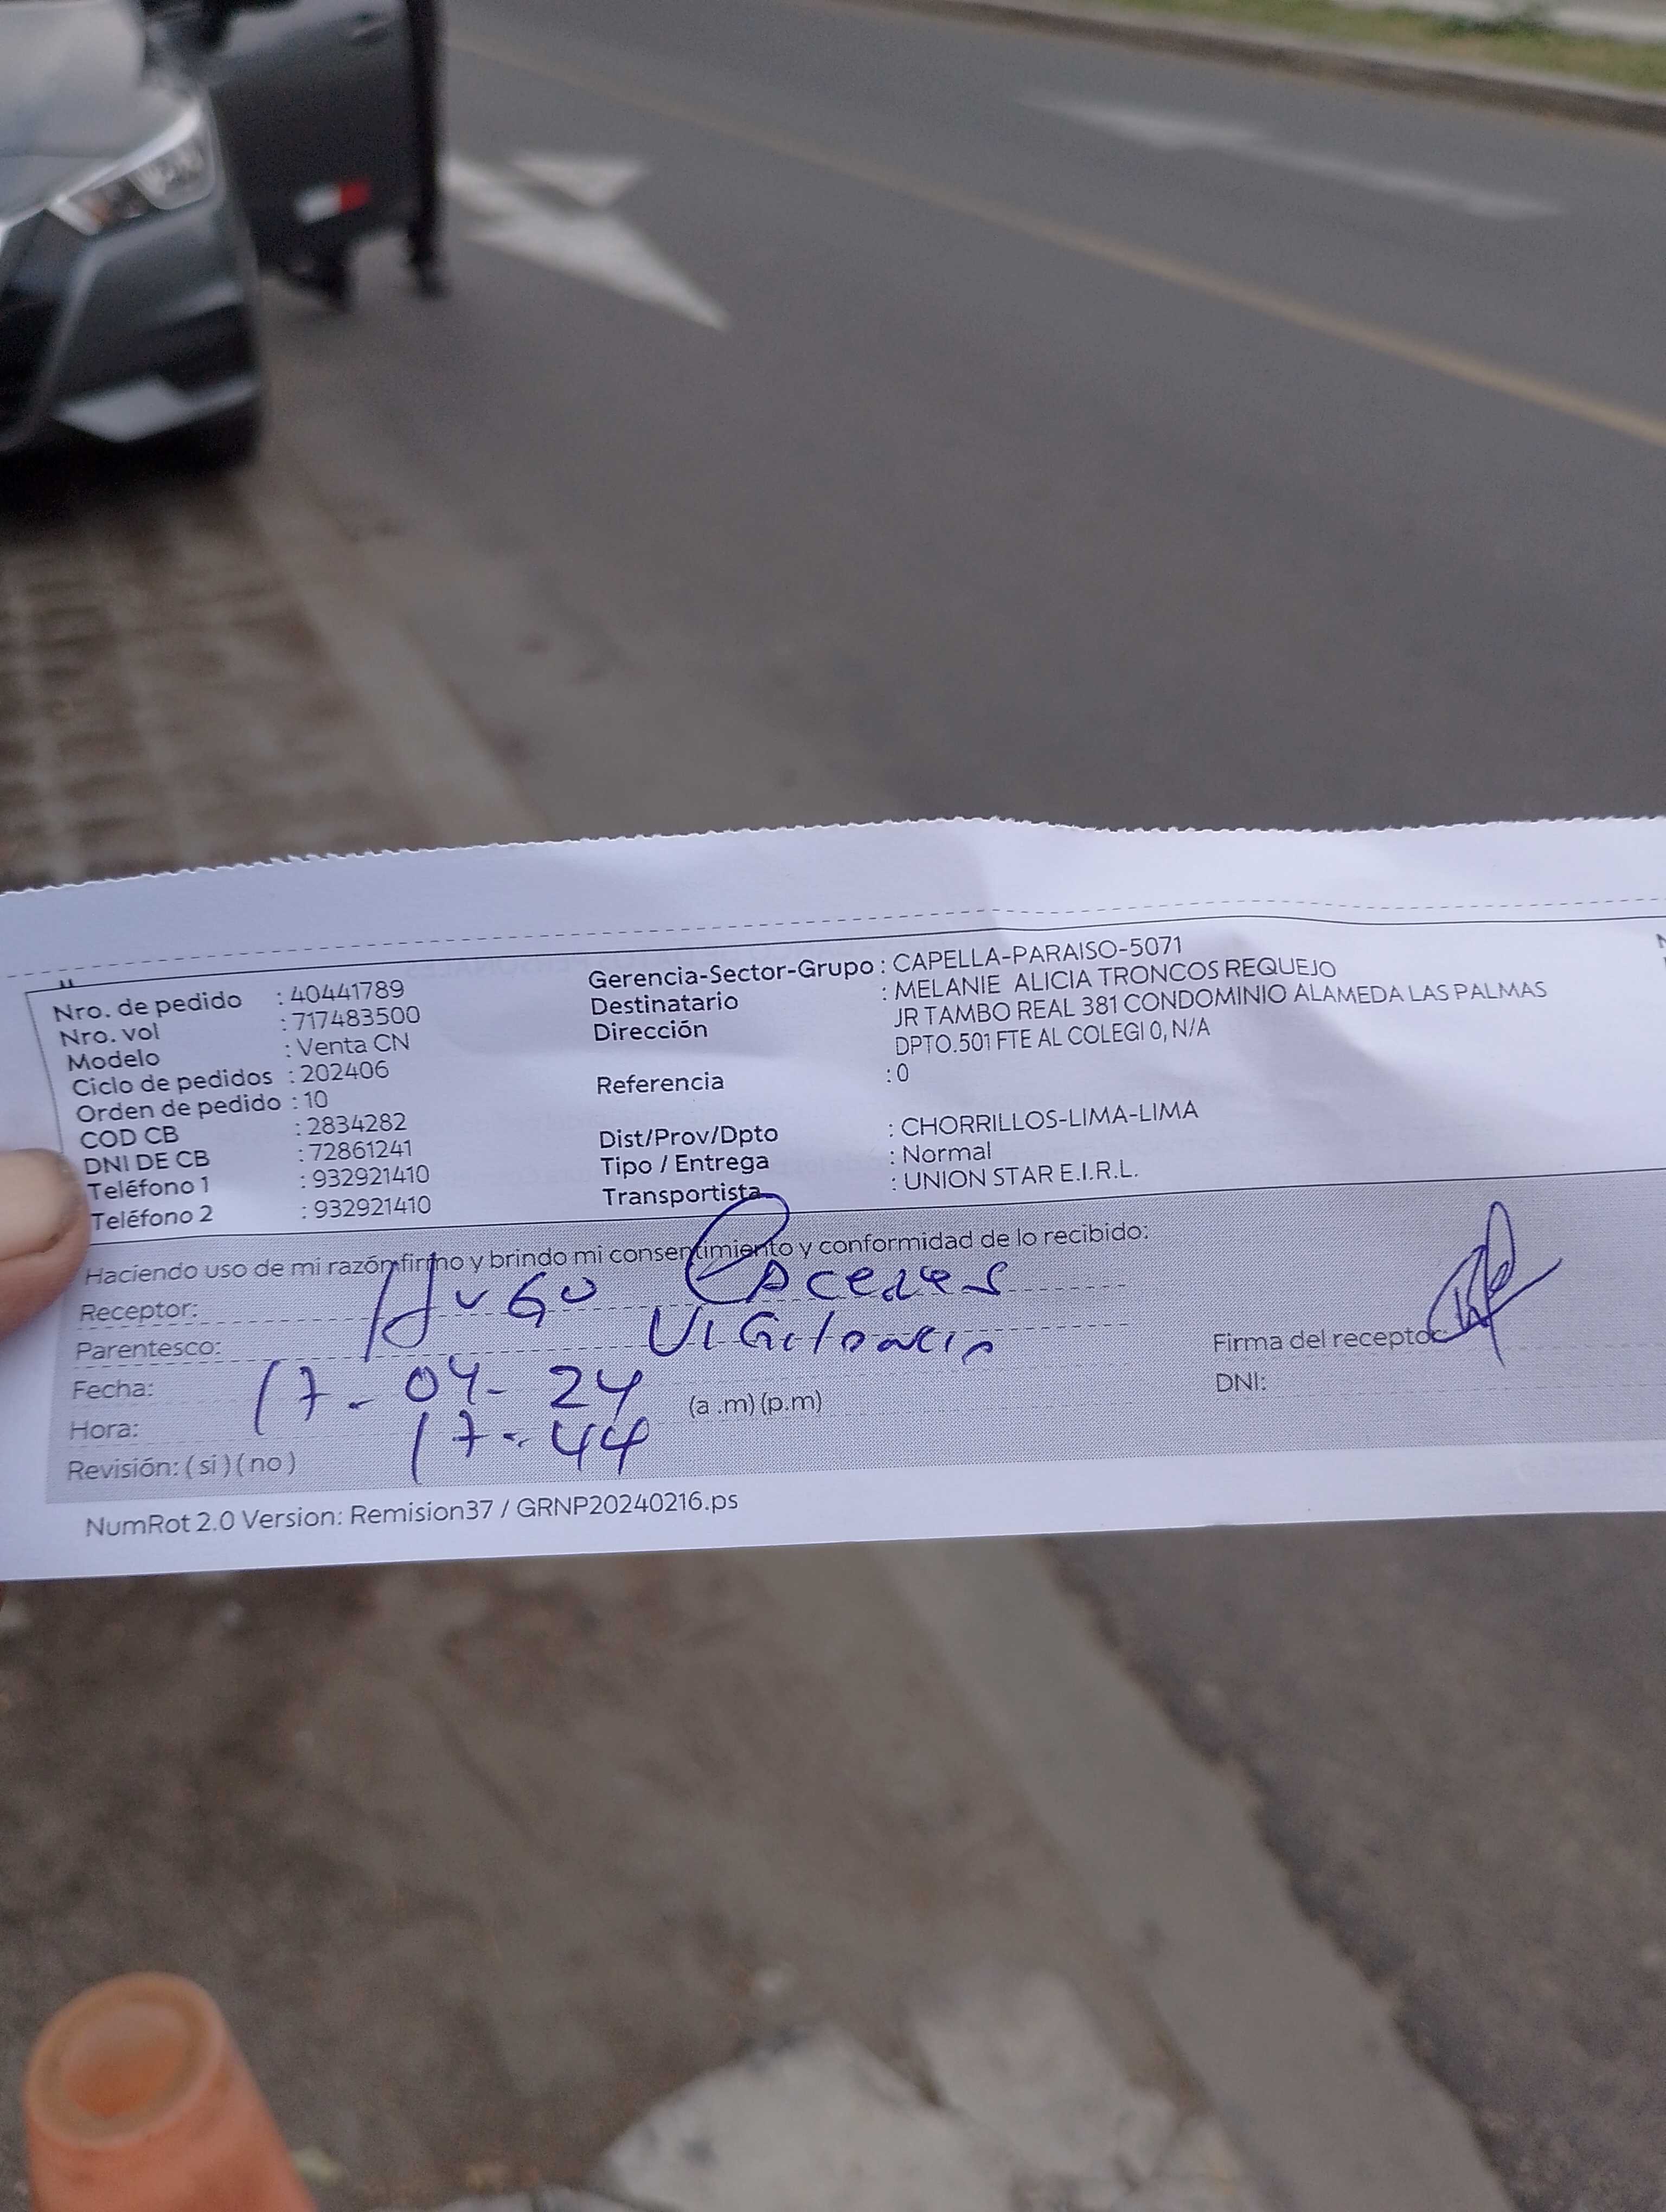 Nro. de pedido : 40441789
Nro. vol : 717483500
Modelo : Venta CN
Ciclo de pedidos : 202406
Orden de pedido : 10
COD CB : 2834282
DNI DE CB : 72861241
Teléfono 1 : 932921410
Teléfono 2 : 932921410
Gerencia-Sector-Grupo : CAPELLA-PARAISO-5071
Destinatario : MELANIE ALICIA TRONCOS REQUEJO
Dirección JR TAMBO REAL 381 CONDOMINIO ALAMEDA LAS PALMAS
DPTO.501 FTE AL COLEGI 0, N/A
Referencia : 0
Dist/Prov/Dpto : CHORRILLOS-LIMA-LIMA
Tipo / Entrega : Normal
Transportista : UNION STAR E.I.R.L.
Haciendo uso de mi razón firmo y brindo mi consentimiento y conformidad de lo recibido:
Receptor: Hugo
Parentesco: Vigilancia
Fecha: 17-04-24
Hora: 17-44 (a .m) (p.m)
Revisión: ( si ) ( no )
Firma del receptor
DNI:
NumRot 2.0 Version: Remision37 / GRNP20240216.ps